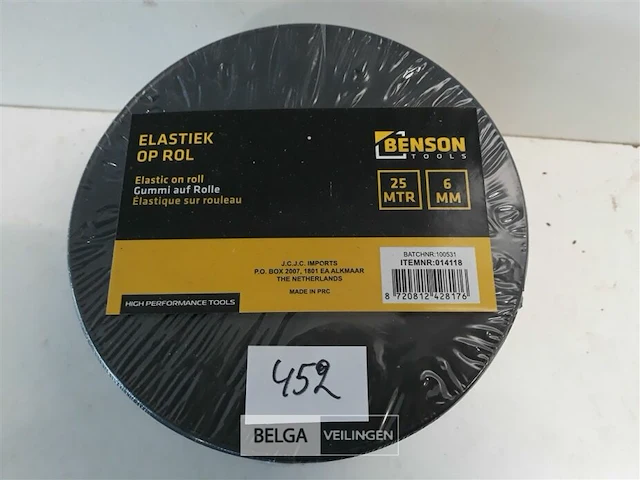 ELASTIEK
OP ROL
Elastic on roll
Gummi auf Rolle
Élastique sur rouleau
BENSON
TOOLS
25
MTR
6
MM
J.C.J.C. IMPORTS
P.O. BOX 2007, 1801 EA ALKMAAR
THE NETHERLANDS
MADE IN PRC
BATCHNR:100531
ITEMNR:014118
8 720812 428176
HIGH PERFORMANCE TOOLS
452
BELGA VEILINGEN